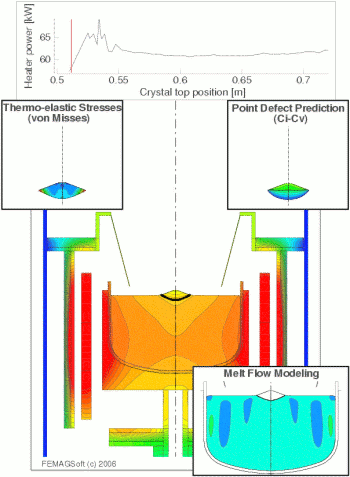 Heater power [kW]
65
60
0.5
0.55
0.6
0.65
0.7
Crystal top position [m]
Thermo-elastic Stresses
(von Misses)
Point Defect Prediction
(Ci-Cv)
Melt Flow Modeling
FEMAGSoft (c) 2006